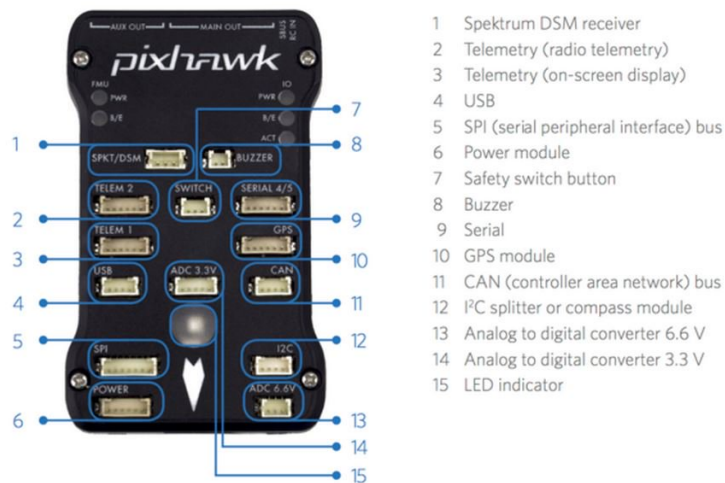 AUX OUT MAIN OUT SBUS RC IN
pixhawk
FMU IO
PWR PWR
B/E B/E
ACT
SPKT/DSM BUZZER
TELEM 2 SWITCH SERIAL 4/5
TELEM 1 GPS
USB ADC 3.3V CAN
SPI I2C
POWER ADC 6.6V
1
2
3
4
5
6
7
8
9
10
11
12
13
14
15
1 Spektrum DSM receiver
2 Telemetry (radio telemetry)
3 Telemetry (on-screen display)
4 USB
5 SPI (serial peripheral interface) bus
6 Power module
7 Safety switch button
8 Buzzer
9 Serial
10 GPS module
11 CAN (controller area network) bus
12 I²C splitter or compass module
13 Analog to digital converter 6.6 V
14 Analog to digital converter 3.3 V
15 LED indicator